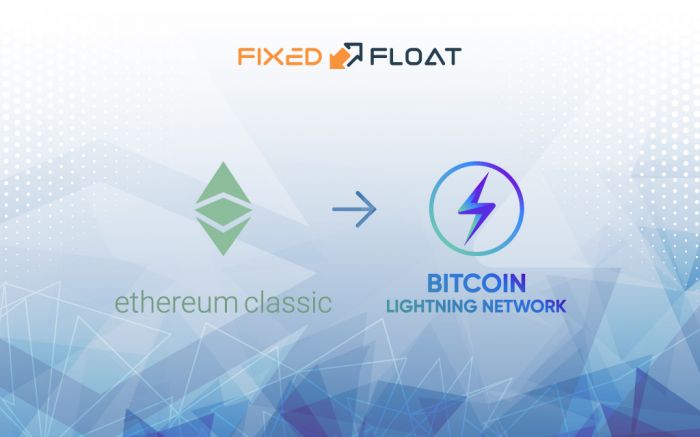 FIXED FLOAT
ethereum classic
BITCOIN
LIGHTNING NETWORK